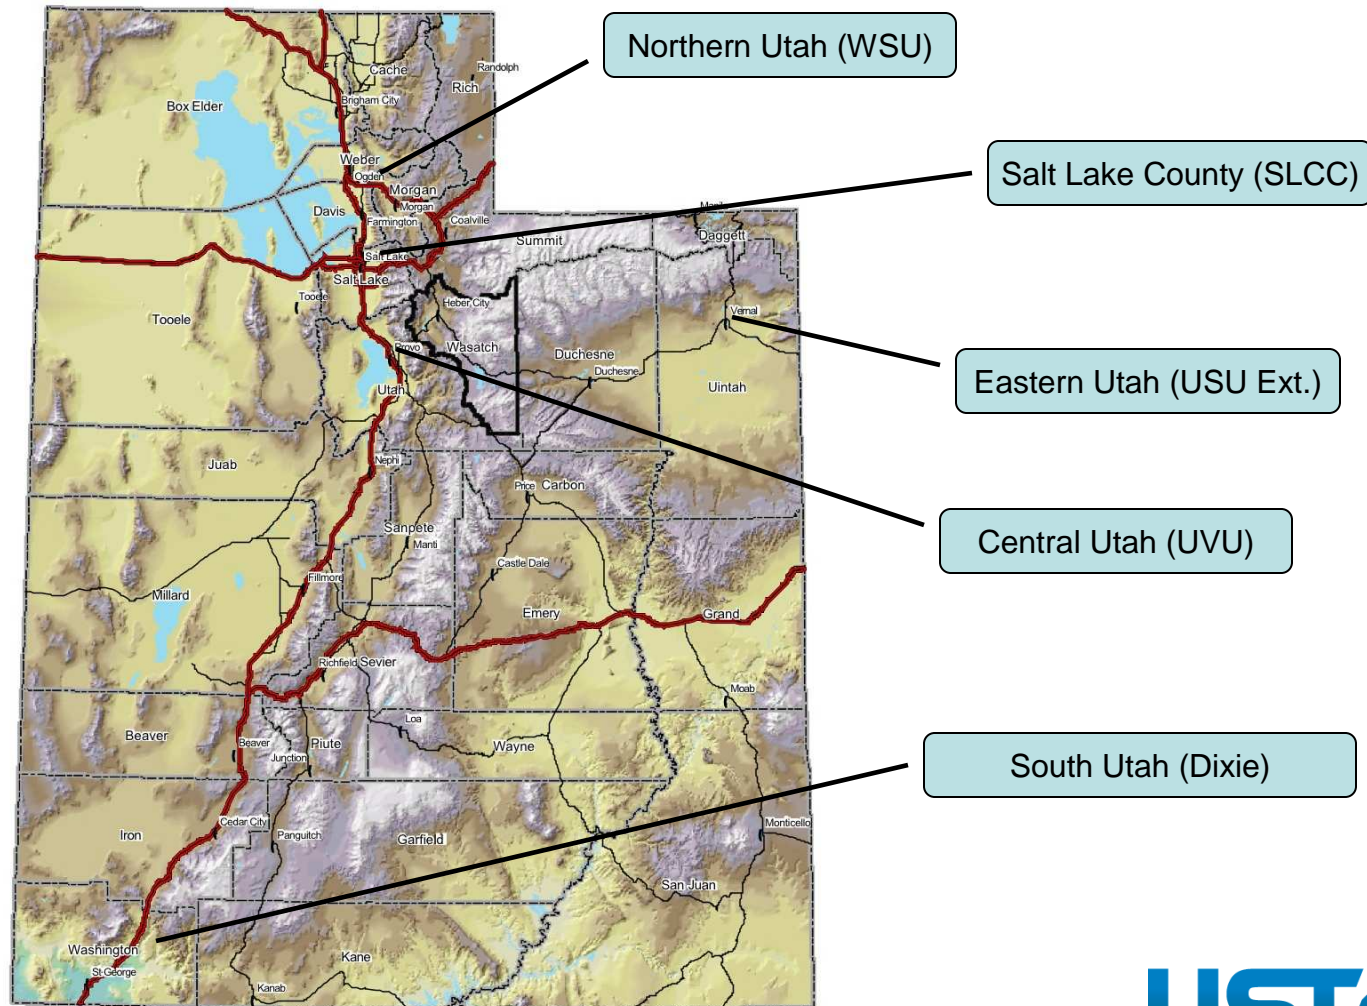 Northern Utah (WSU)
Salt Lake County (SLCC)
Eastern Utah (USU Ext.)
Central Utah (UVU)
South Utah (Dixie)
Cache
Randolph
Rich
Box Elder
Brigham City
Weber
Ogden
Morgan
Morgan
Davis
Farmington
Coalville
Summit
Daggett
Salt Lake
Salt Lake
Tooele
Tooele
Heber City
Vernal
Provo
Wasatch
Duchesne
Duchesne
Utah
Uintah
Juab
Nephi
Price
Carbon
Sanpete
Manti
Castle Dale
Fillmore
Millard
Emery
Grand
Richfield
Sevier
Moab
Loa
Beaver
Beaver
Piute
Wayne
Junction
Iron
Cedar City
Panguitch
Garfield
Monticello
San Juan
Washington
St George
Kane
Kanab